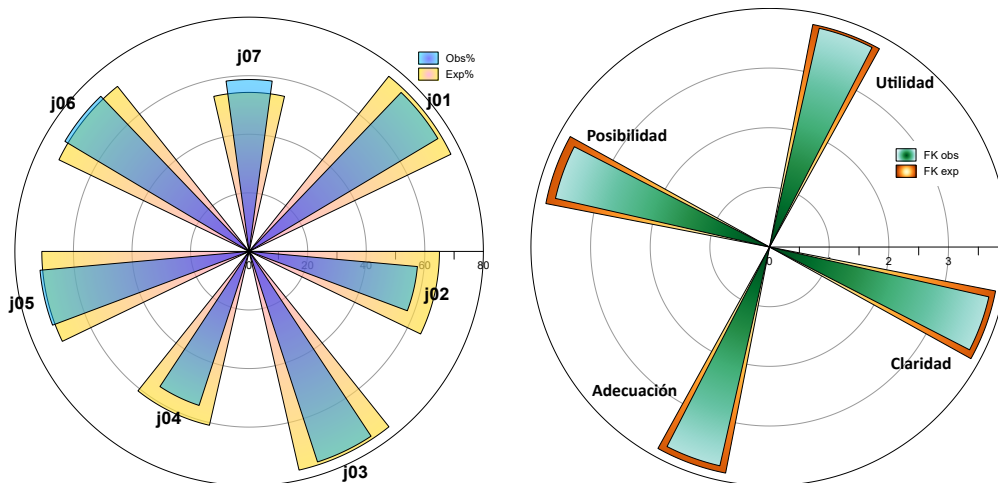 j07
Obs%
Exp%
j06
j01
0
20
40
60
80
j05
j02
j04
j03
Utilidad
Posibilidad
FK obs
FK exp
0
1
2
3
Claridad
Adecuación